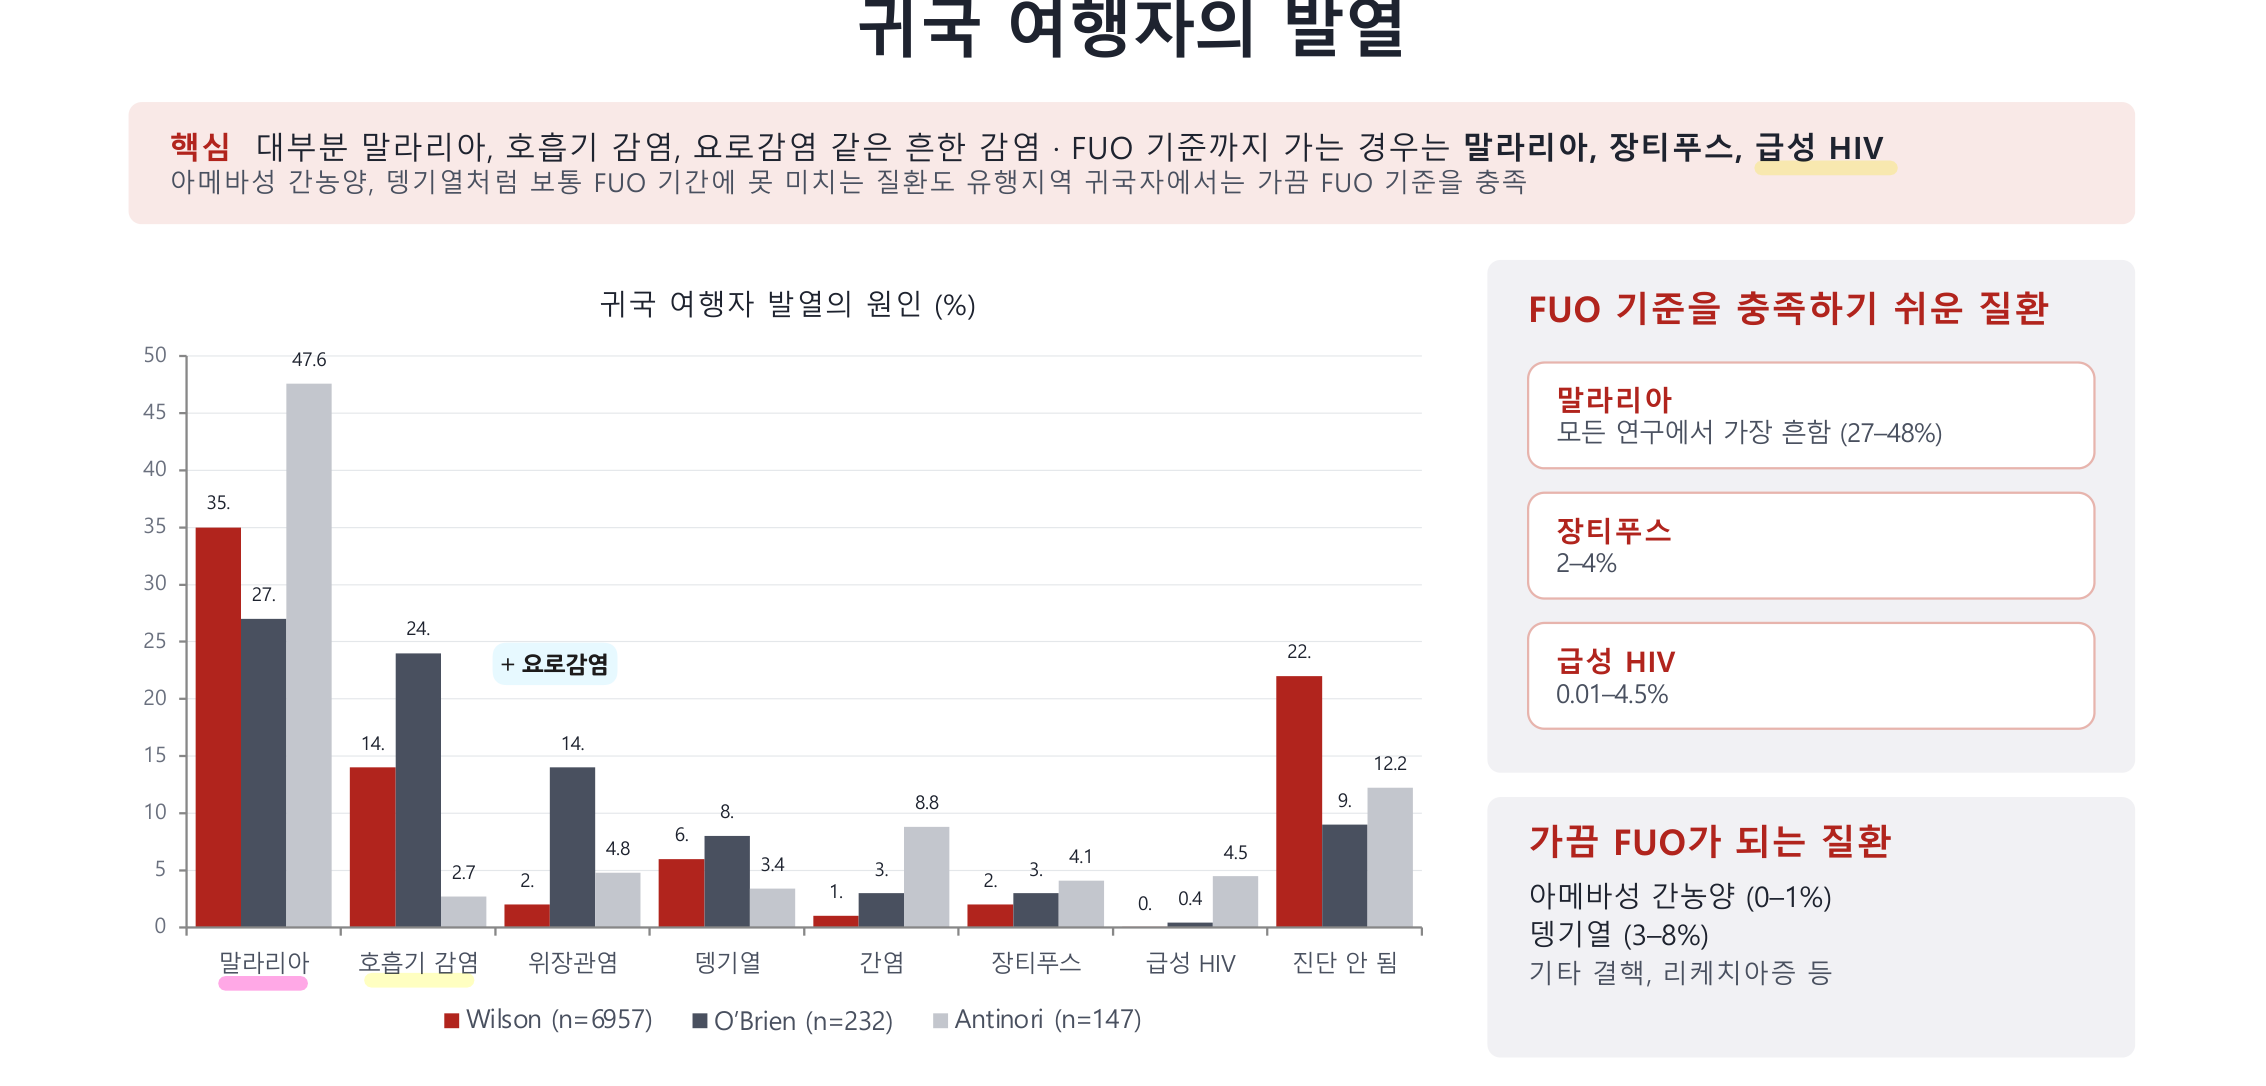 귀국 여행자의 발열
핵심 대부분 말라리아, 호흡기 감염, 요로감염 같은 흔한 감염 · FUO 기준까지 가는 경우는 말라리아, 장티푸스, 급성 HIV
아메바성 간농양, 뎅기열처럼 보통 FUO 기간에 못 미치는 질환도 유행지역 귀국자에서는 가끔 FUO 기준을 충족
귀국 여행자 발열의 원인 (%)
50
45
40
35
30
25
20
15
10
5
0
35. 27. 47.6
14. 24. 2.7
+ 요로감염
2. 14. 4.8
6. 8. 3.4
1. 3. 8.8
2. 3. 4.1
0. 0.4 4.5
22. 9. 12.2
말라리아 호흡기 감염 위장관염 뎅기열 간염 장티푸스 급성 HIV 진단 안 됨
Wilson (n=6957) O’Brien (n=232) Antinori (n=147)
FUO 기준을 충족하기 쉬운 질환
말라리아
모든 연구에서 가장 흔함 (27–48%)
장티푸스
2–4%
급성 HIV
0.01–4.5%
가끔 FUO가 되는 질환
아메바성 간농양 (0–1%)
뎅기열 (3–8%)
기타 결핵, 리케치아증 등